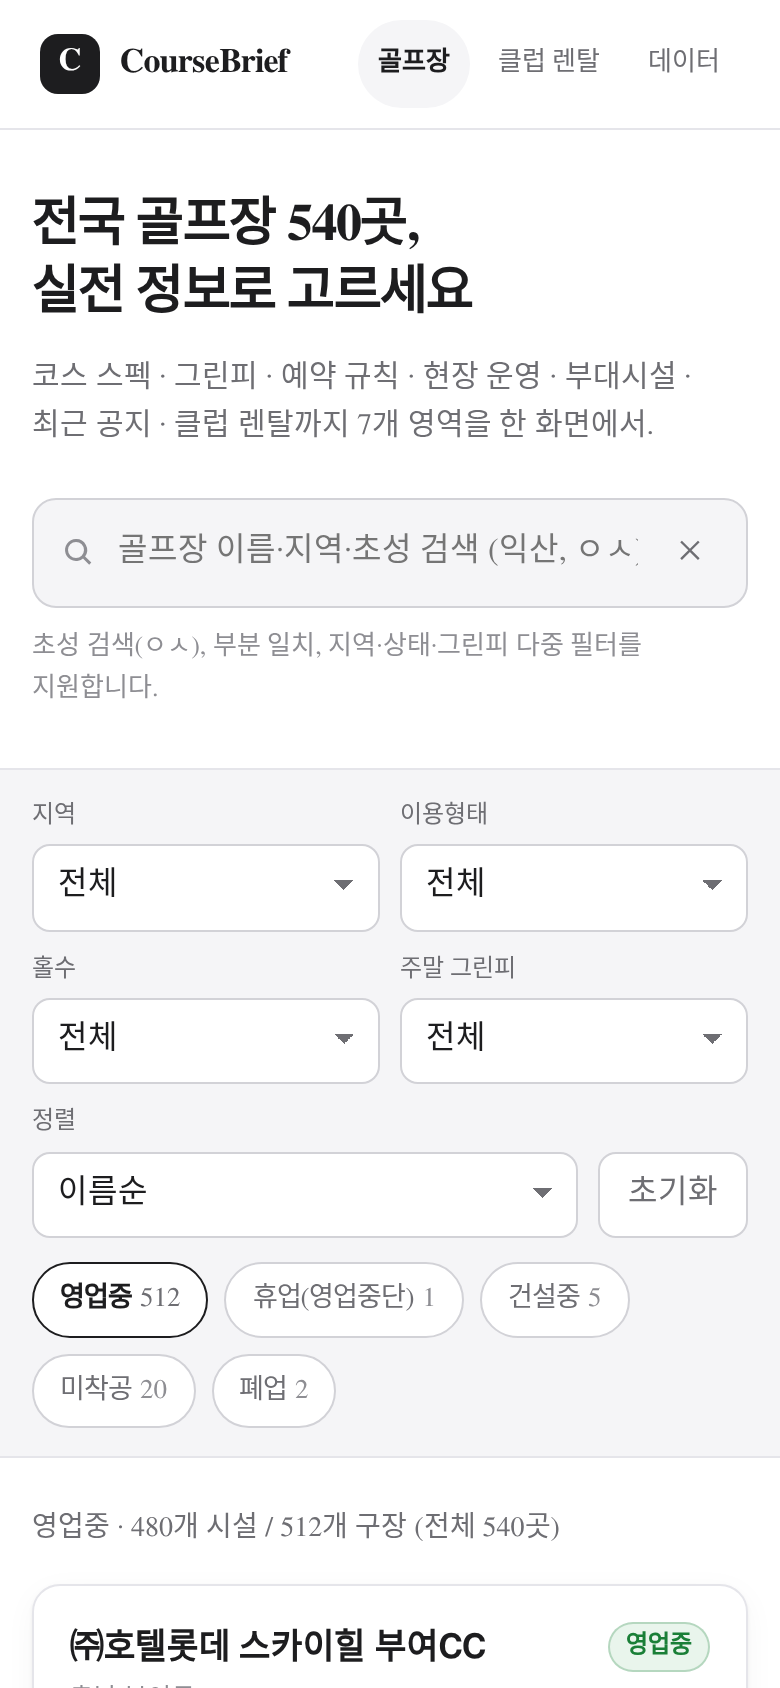 C CourseBrief 골프장 클럽 렌탈 데이터
전국 골프장 540곳,
실전 정보로 고르세요
코스 스펙 · 그린피 · 예약 규칙 · 현장 운영 · 부대시설 ·
최근 공지 · 클럽 렌탈까지 7개 영역을 한 화면에서.
골프장 이름·지역·초성 검색 (익산, ㅇㅅ)
초성 검색(ㅇㅅ), 부분 일치, 지역·상태·그린피 다중 필터를
지원합니다.
지역 이용형태
전체 전체
홀수 주말 그린피
전체 전체
정렬
이름순 초기화
영업중 512 휴업(영업중단) 1 건설중 5
미착공 20 폐업 2
영업중 · 480개 시설 / 512개 구장 (전체 540곳)
㈜호텔롯데 스카이힐 부여CC 영업중